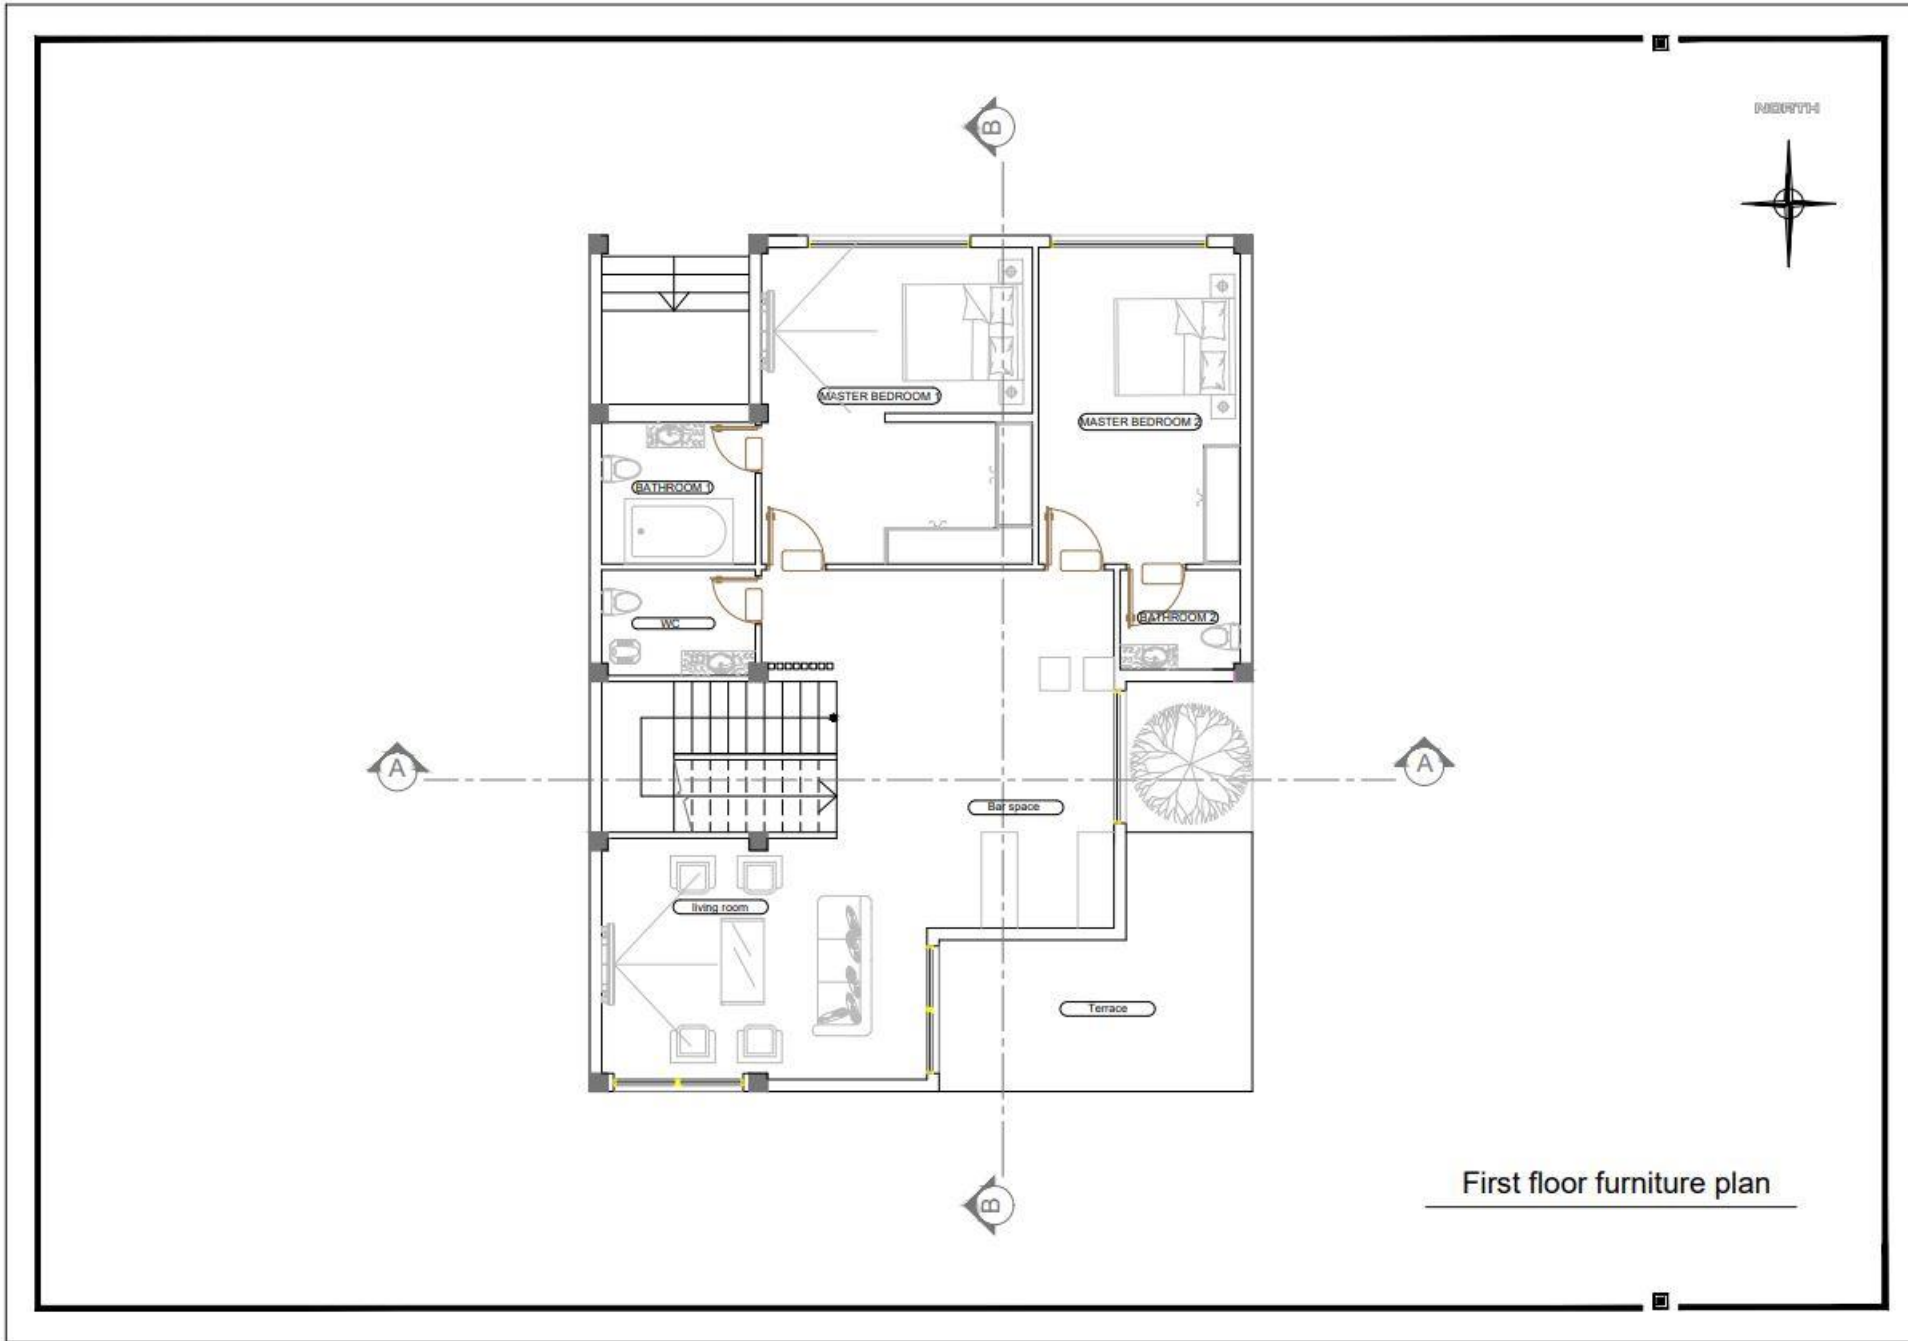 NORTH
B
MASTER BEDROOM 1
MASTER BEDROOM 2
BATHROOM 1
WC
BATHROOM 2
A
A
Bar space
living room
Terrace
First floor furniture plan
B